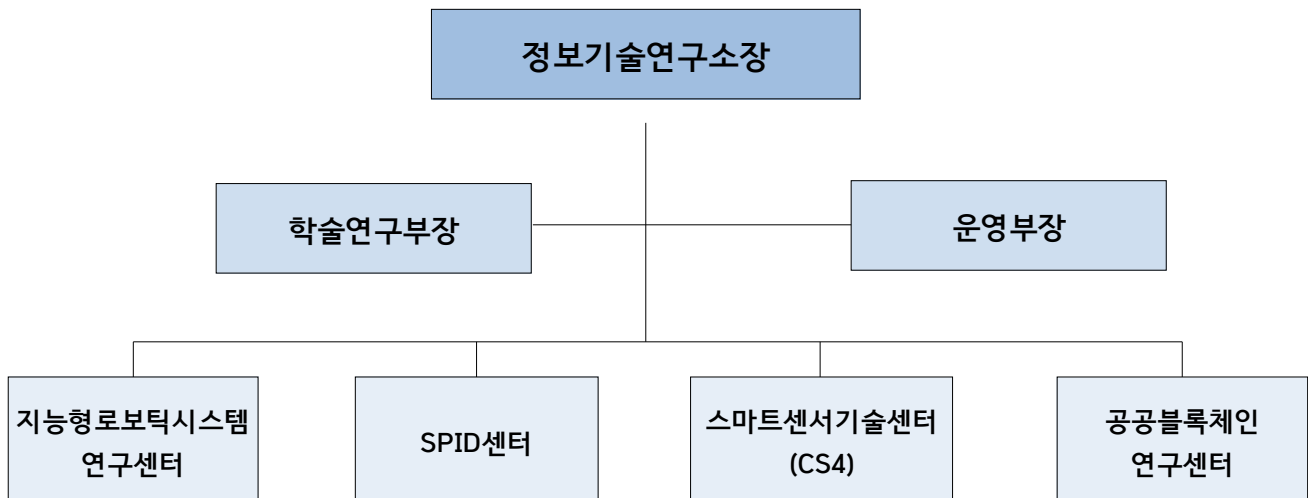 정보기술연구소장
학술연구부장
운영부장
지능형로보틱시스템
연구센터
SPID센터
스마트센서기술센터
(CS4)
공공블록체인
연구센터